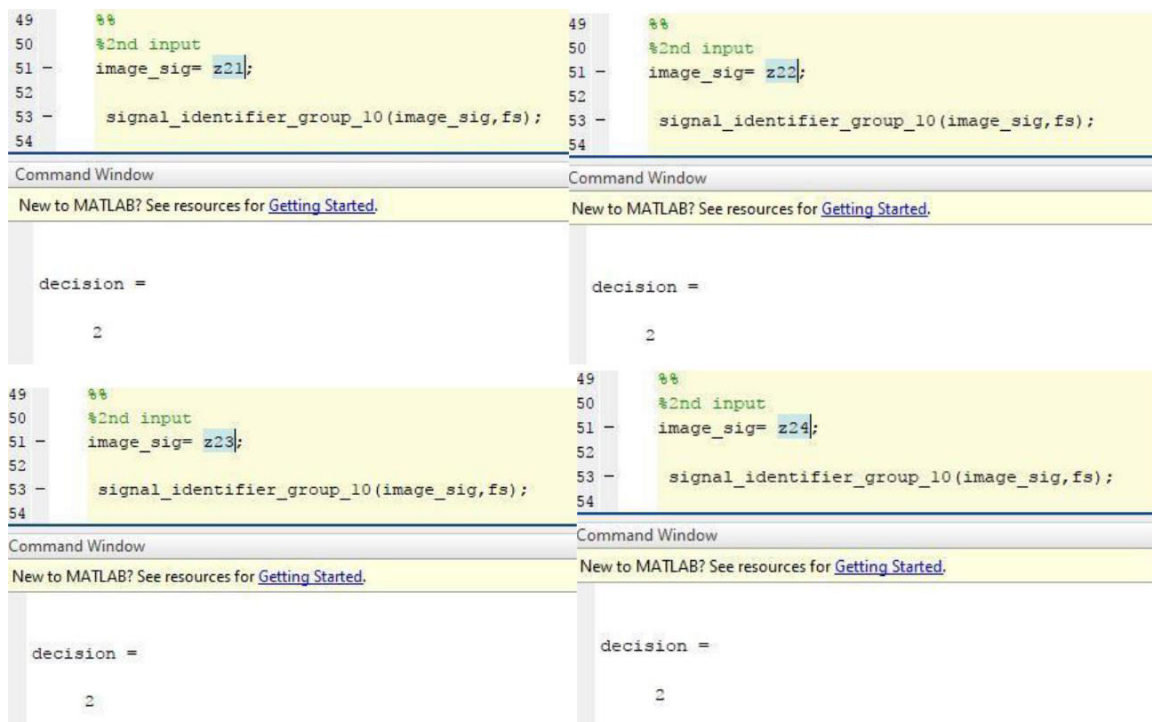 49 %%
50 %2nd input
51 – image_sig= z21;
52
53 – signal_identifier_group_10(image_sig,fs);
54
Command Window
New to MATLAB? See resources for Getting Started.
decision =
2
49 %%
50 %2nd input
51 – image_sig= z22;
52
53 – signal_identifier_group_10(image_sig,fs);
54
Command Window
New to MATLAB? See resources for Getting Started.
decision =
2
49 %%
50 %2nd input
51 – image_sig= z23;
52
53 – signal_identifier_group_10(image_sig,fs);
54
Command Window
New to MATLAB? See resources for Getting Started.
decision =
2
49 %%
50 %2nd input
51 – image_sig= z24;
52
53 – signal_identifier_group_10(image_sig,fs);
54
Command Window
New to MATLAB? See resources for Getting Started.
decision =
2